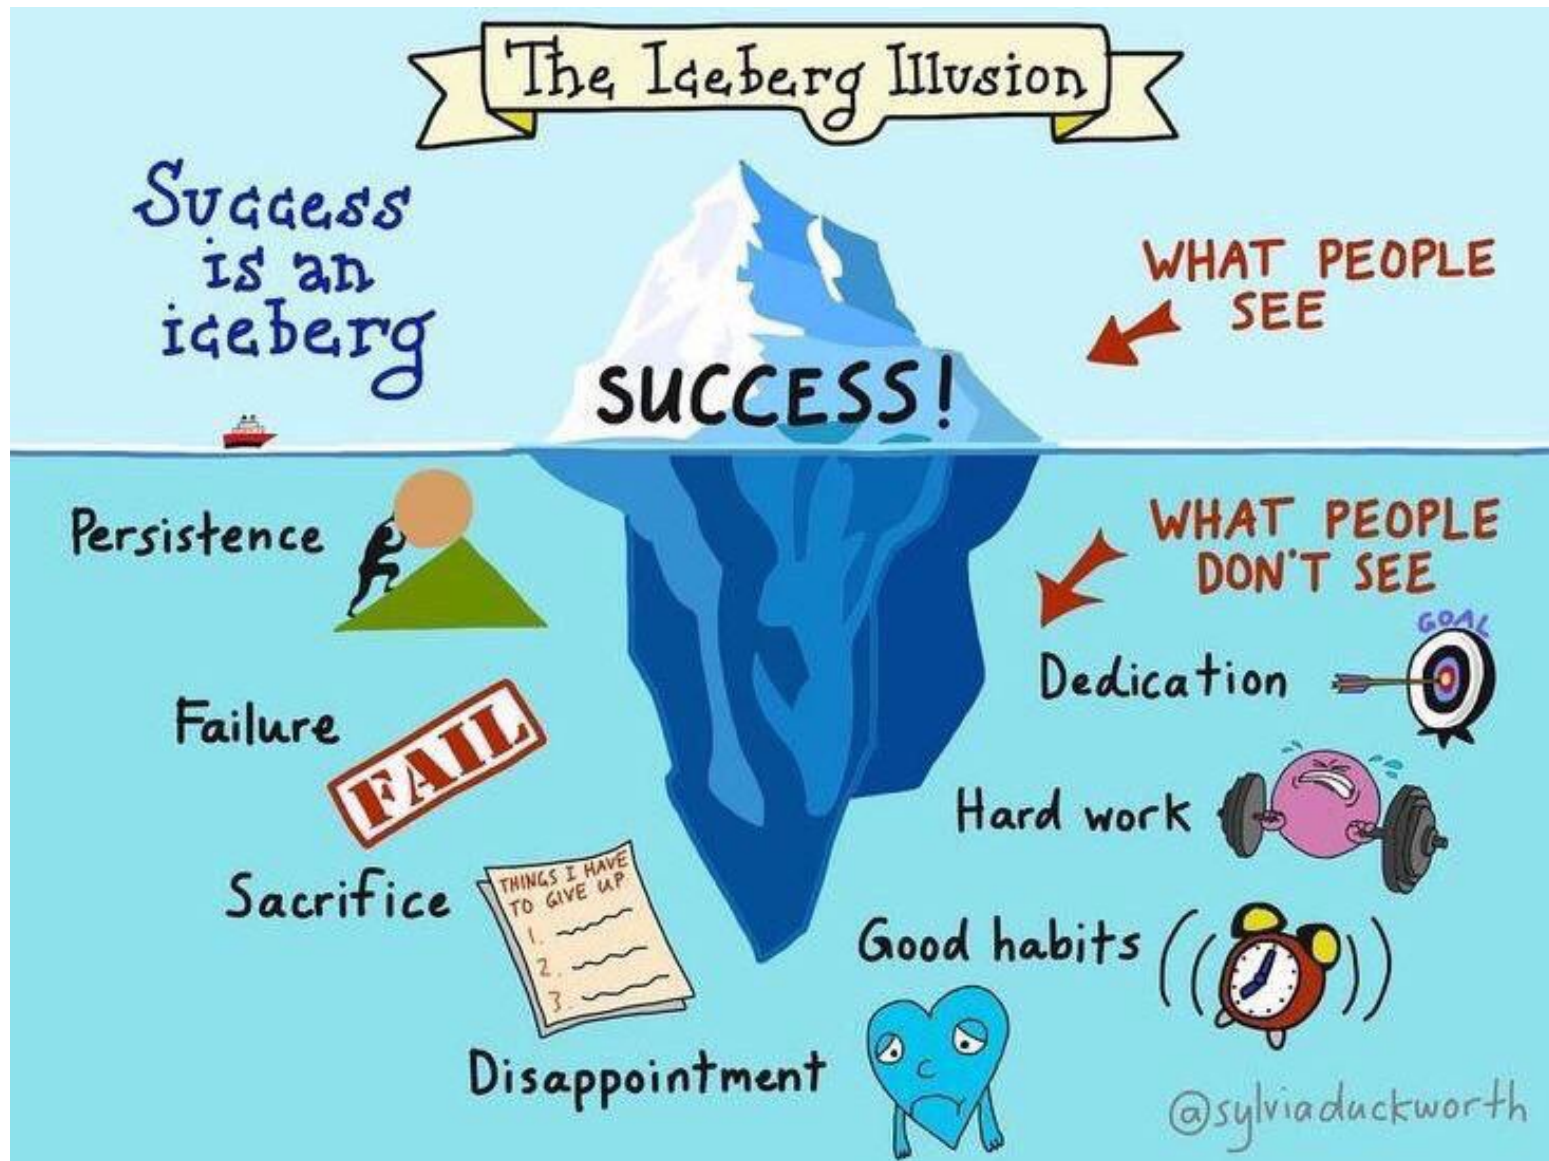 The Iceberg Illusion
Success
is an
iceberg
WHAT PEOPLE
SEE
SUCCESS!
Persistence
WHAT PEOPLE
DON'T SEE
GOAL
Dedication
Failure
FAIL
Hard work
Sacrifice
THINGS I HAVE
TO GIVE UP
1.
2.
3.
Good habits
Disappointment
@sylviaduckworth